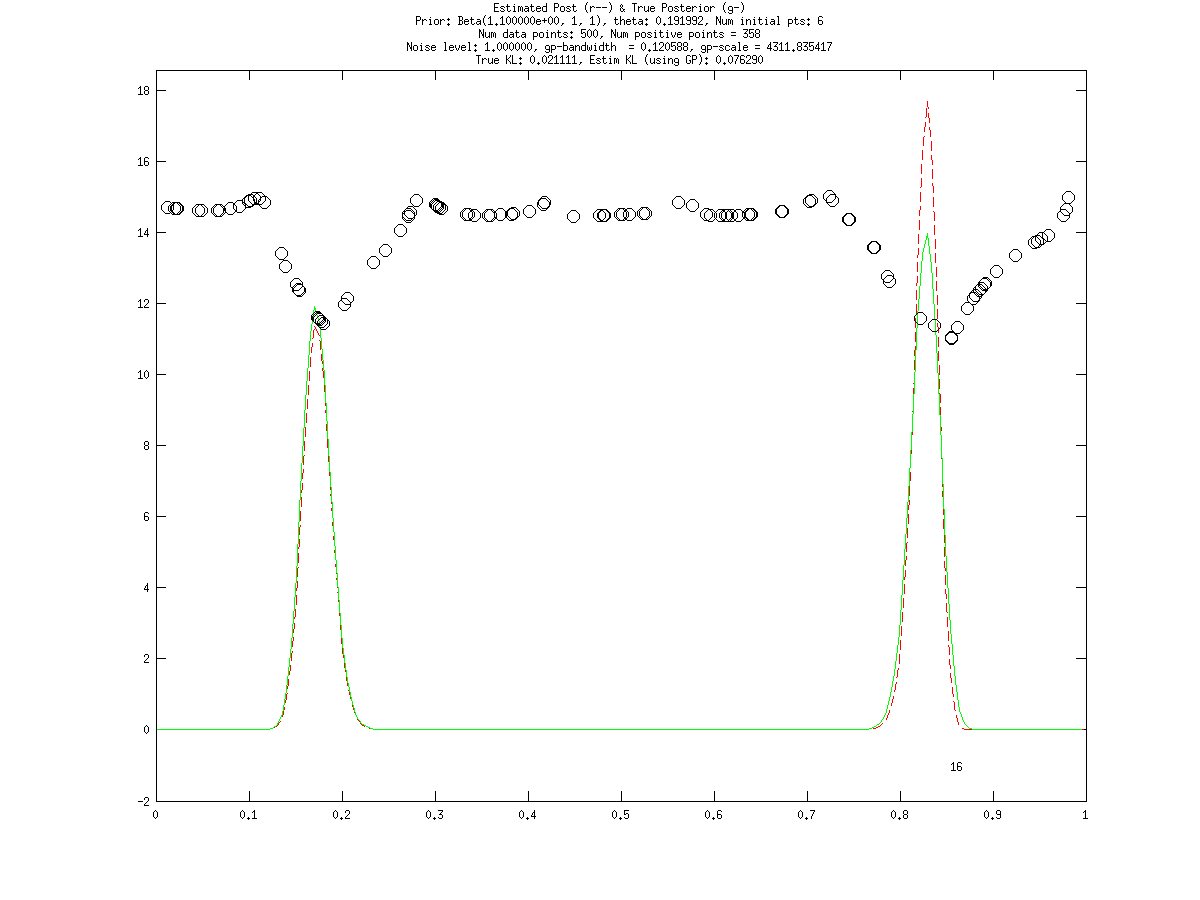 Estimated Post (r--) & True Posterior (g-)
Prior: Beta(1.100000e+00, 1, 1), theta: 0.191992, Num initial pts: 6
Num data points: 500, Num positive points = 358
Noise level: 1.000000, gp-bandwidth  = 0.120588, gp-scale = 4311.835417
True KL: 0.021111, Estim KL (using GP): 0.076290
18
16
14
12
10
8
6
4
2
0
16
-2
0 0.1 0.2 0.3 0.4 0.5 0.6 0.7 0.8 0.9 1